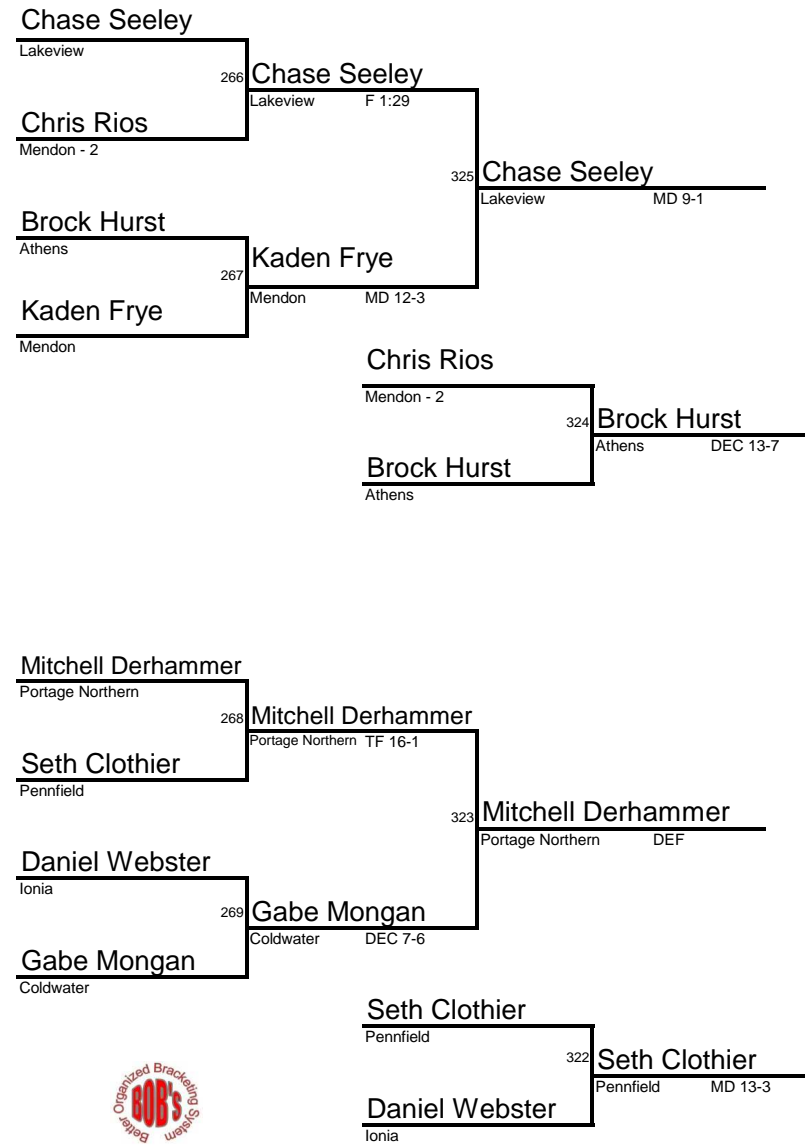 Chase Seeley
Lakeview
266
Chase Seeley
Lakeview F 1:29
Chris Rios
Mendon - 2
325
Chase Seeley
Lakeview MD 9-1
Brock Hurst
Athens
267
Kaden Frye
Mendon MD 12-3
Kaden Frye
Mendon
Chris Rios
Mendon - 2
324
Brock Hurst
Athens DEC 13-7
Brock Hurst
Athens
Mitchell Derhammer
Portage Northern
268
Mitchell Derhammer
Portage Northern TF 16-1
Seth Clothier
Pennfield
323
Mitchell Derhammer
Portage Northern DEF
Daniel Webster
Ionia
269
Gabe Mongan
Coldwater DEC 7-6
Gabe Mongan
Coldwater
Seth Clothier
Pennfield
322
Seth Clothier
Pennfield MD 13-3
Daniel Webster
Ionia
Better Organized Bracketing System
BOB's